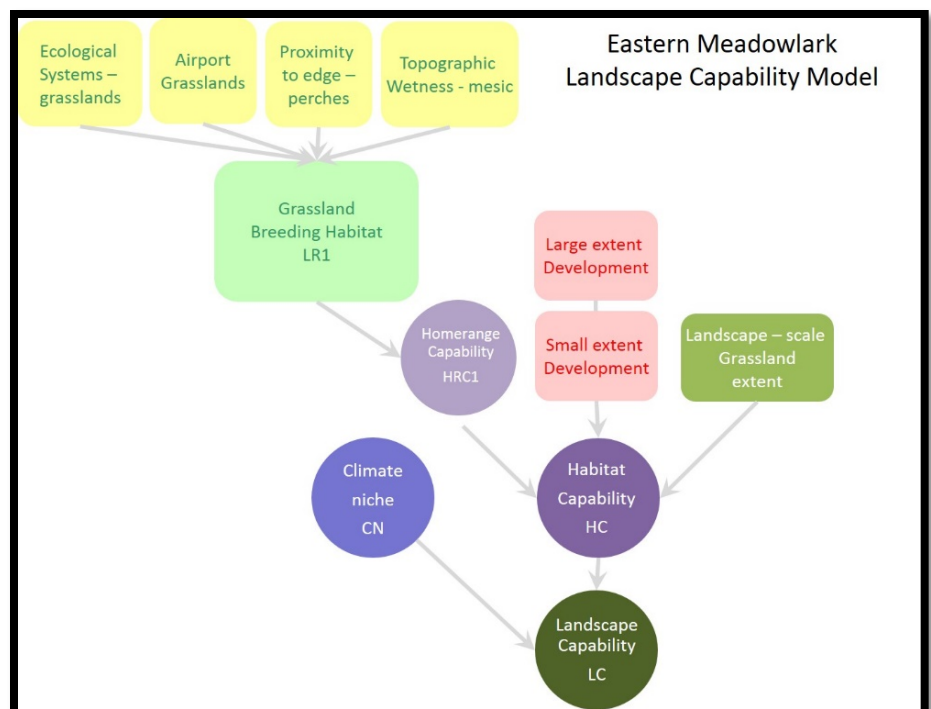 Eastern Meadowlark
Landscape Capability Model
Ecological
Systems –
grasslands
Airport
Grasslands
Proximity
to edge –
perches
Topographic
Wetness - mesic
Grassland
Breeding Habitat
LR1
Large extent
Development
Homerange
Capability
HRC1
Small extent
Development
Landscape – scale
Grassland
extent
Climate
niche
CN
Habitat
Capability
HC
Landscape
Capability
LC